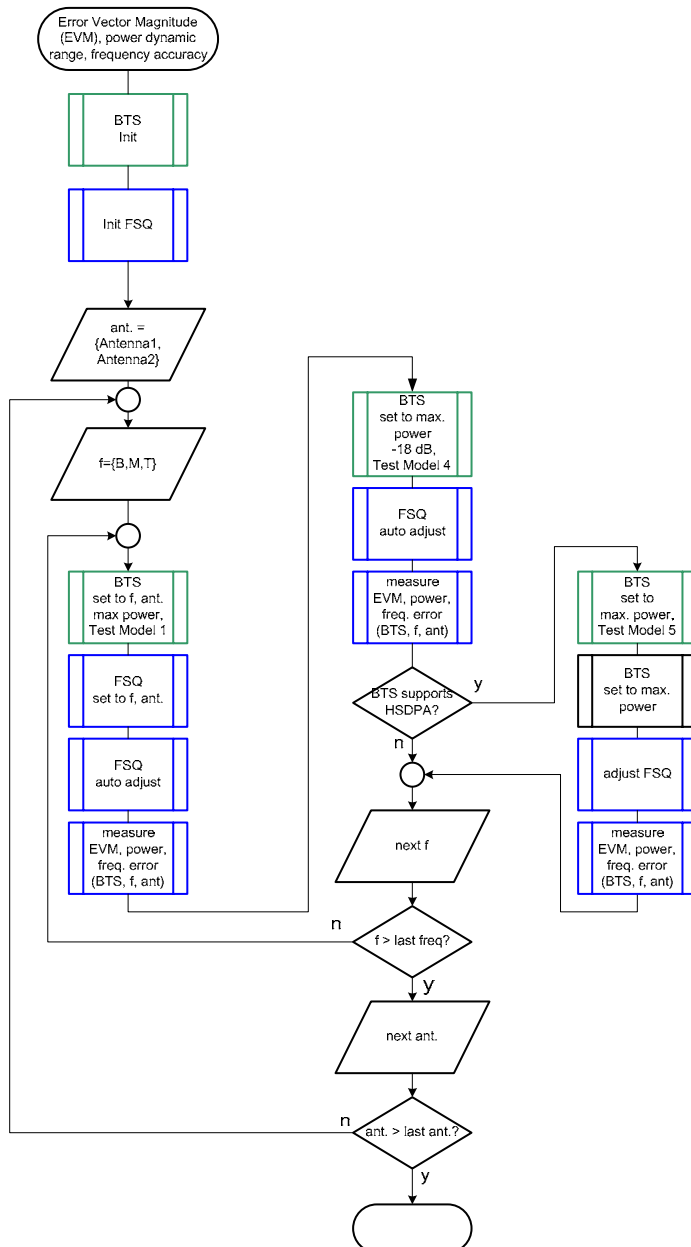 Error Vector Magnitude
(EVM), power dynamic
range, frequency accuracy
BTS
Init
Init FSQ
ant. =
{Antenna1,
Antenna2}
f={B,M,T}
BTS
set to f, ant.
max power,
Test Model 1
FSQ
set to f, ant.
FSQ
auto adjust
measure
EVM, power,
freq. error
(BTS, f, ant)
BTS
set to max.
power
-18 dB,
Test Model 4
FSQ
auto adjust
measure
EVM, power,
freq. error
(BTS, f, ant)
BTS supports
HSDPA?
y
n
BTS
set to
max. power,
Test Model 5
BTS
set to max.
power
adjust FSQ
measure
EVM, power,
freq. error
(BTS, f, ant)
next f
f > last freq?
n
y
next ant.
ant. > last ant.?
n
y